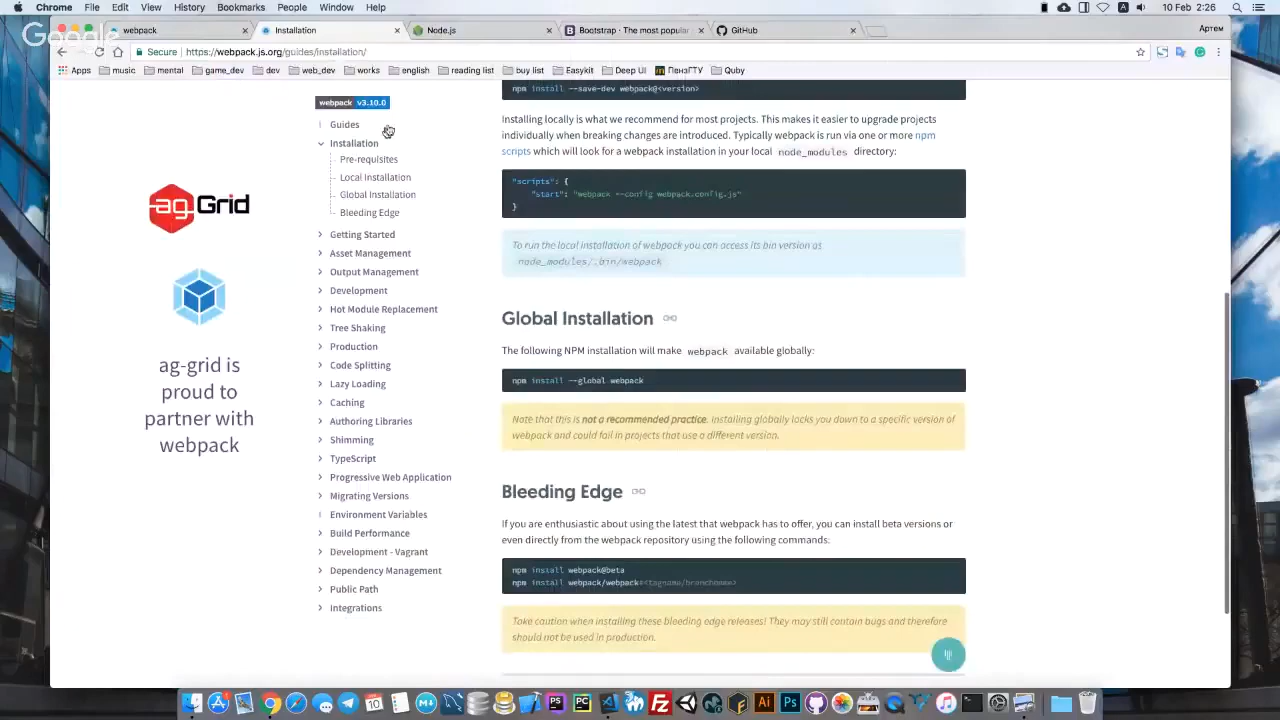 Chrome File Edit View History Bookmarks People Window Help
10 Feb 2:26
Google
webpack
Installation
Node.js
Bootstrap · The most popular
GitHub
Артем
Secure https://webpack.js.org/guides/installation/
Apps music mental game_dev dev web_dev works english reading list buy list Easykit Deep UI ПензГТУ Quby
webpack v3.10.0
Guides
Installation
Pre-requisites
Local Installation
Global Installation
Bleeding Edge
Getting Started
Asset Management
Output Management
Development
Hot Module Replacement
Tree Shaking
Production
Code Splitting
Lazy Loading
Caching
Authoring Libraries
Shimming
TypeScript
Progressive Web Application
Migrating Versions
Environment Variables
Build Performance
Development - Vagrant
Dependency Management
Public Path
Integrations
ag-Grid
ag-grid is
proud to
partner with
webpack
npm install --save-dev webpack@<version>
Installing locally is what we recommend for most projects. This makes it easier to upgrade projects
individually when breaking changes are introduced. Typically webpack is run via one or more npm
scripts which will look for a webpack installation in your local node_modules directory:
"scripts": {
"start": "webpack --config webpack.config.js"
}
To run the local installation of webpack you can access its bin version as
node_modules/.bin/webpack
Global Installation
The following NPM installation will make webpack available globally:
npm install --global webpack
Note that this is not a recommended practice. Installing globally locks you down to a specific version of
webpack and could fail in projects that use a different version.
Bleeding Edge
If you are enthusiastic about using the latest that webpack has to offer, you can install beta versions or
even directly from the webpack repository using the following commands:
npm install webpack@beta
npm install webpack/webpack#<tagname/branchname>
Take caution when installing these bleeding edge releases! They may still contain bugs and therefore
should not be used in production.